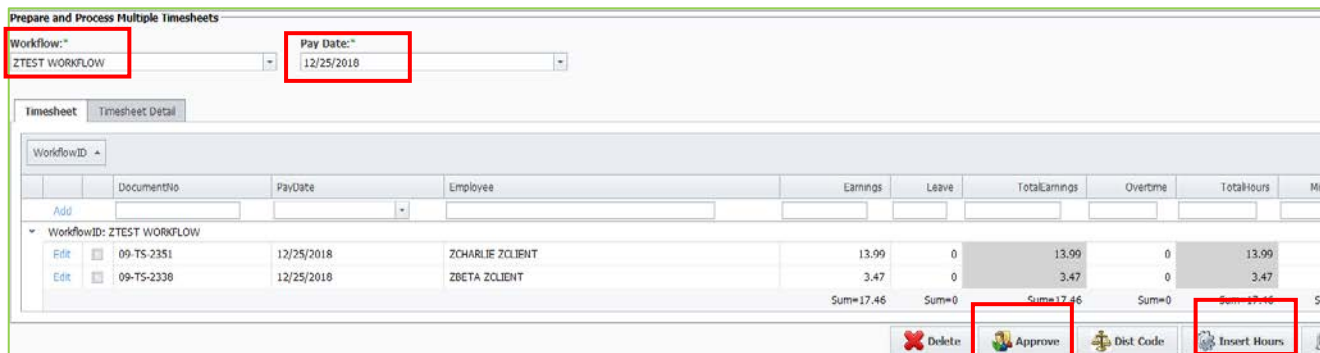 Prepare and Process Multiple Timesheets
Workflow:* Pay Date:*
ZTEST WORKFLOW 12/25/2018
Timesheet Timesheet Detail
WorkflowID
DocumentNo PayDate Employee Earnings Leave TotalEarnings Overtime TotalHours
Add
WorkflowID: ZTEST WORKFLOW
Edit 09-TS-2351 12/25/2018 ZCHARLIE ZCLIENT 13.99 0 13.99 0 13.99
Edit 09-TS-2338 12/25/2018 ZBETA ZCLIENT 3.47 0 3.47 0 3.47
Sum=17.46 Sum=0 Sum=17.46 Sum=0 Sum=17.46
Delete Approve Dist Code Insert Hours